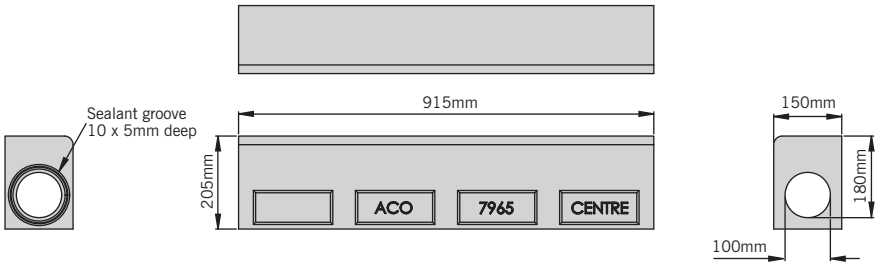 915mm
150mm
Sealant groove
10 x 5mm deep
205mm
180mm
ACO
7965
CENTRE
100mm